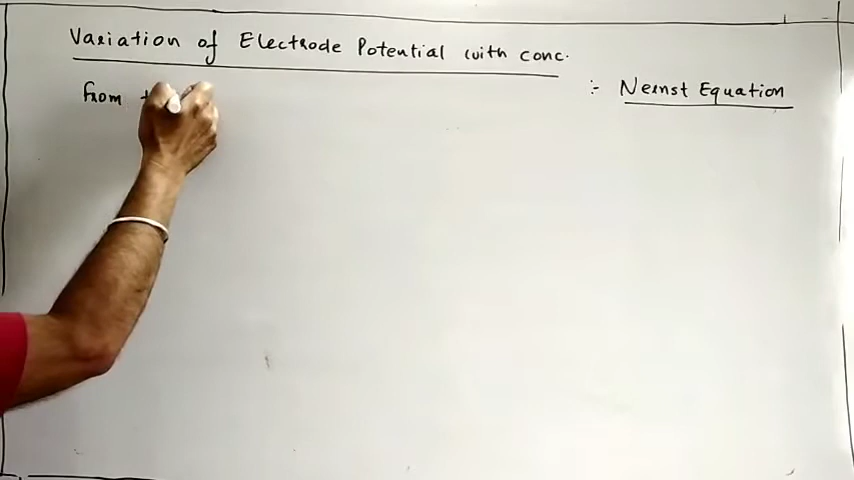 Variation of Electrode Potential with conc.
:- Nernst Equation
from